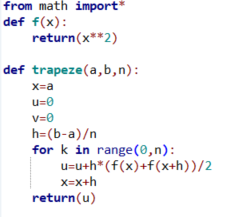 from math import*
def f(x):
    return(x**2)

def trapeze(a,b,n):
    x=a
    u=0
    v=0
    h=(b-a)/n
    for k in range(0,n):
        u=u+h*(f(x)+f(x+h))/2
        x=x+h
    return(u)